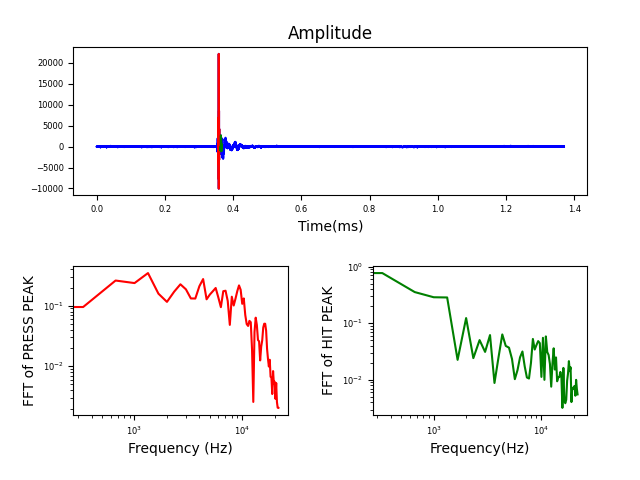 Amplitude
20000
15000
10000
5000
0
−5000
−10000
0.0 0.2 0.4 0.6 0.8 1.0 1.2 1.4
Time(ms)
FFT of PRESS PEAK
10⁻¹
10⁻²
10³ 10⁴
Frequency (Hz)
FFT of HIT PEAK
10⁰
10⁻¹
10⁻²
10³ 10⁴
Frequency(Hz)